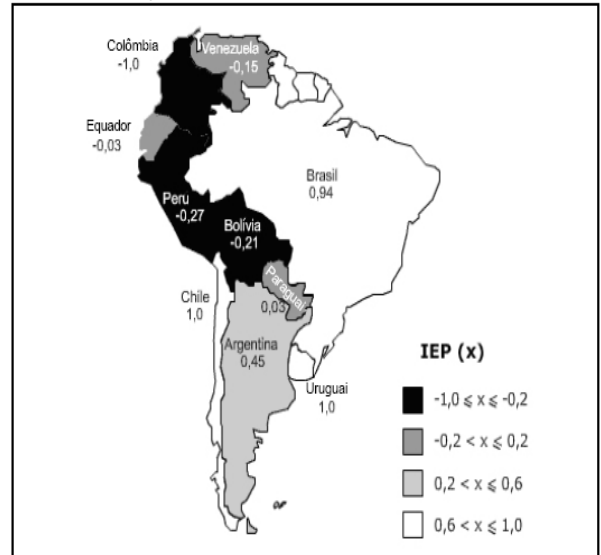 Colômbia
-1,0
Venezuela
-0,15
Equador
-0,03
Brasil
0,94
Peru
-0,27
Bolívia
-0,21
Paraguai
0,03
Chile
1,0
Argentina
0,45
Uruguai
1,0
IEP (x)
-1,0 ⩽ x ⩽ -0,2
-0,2 < x ⩽ 0,2
0,2 < x ⩽ 0,6
0,6 < x ⩽ 1,0